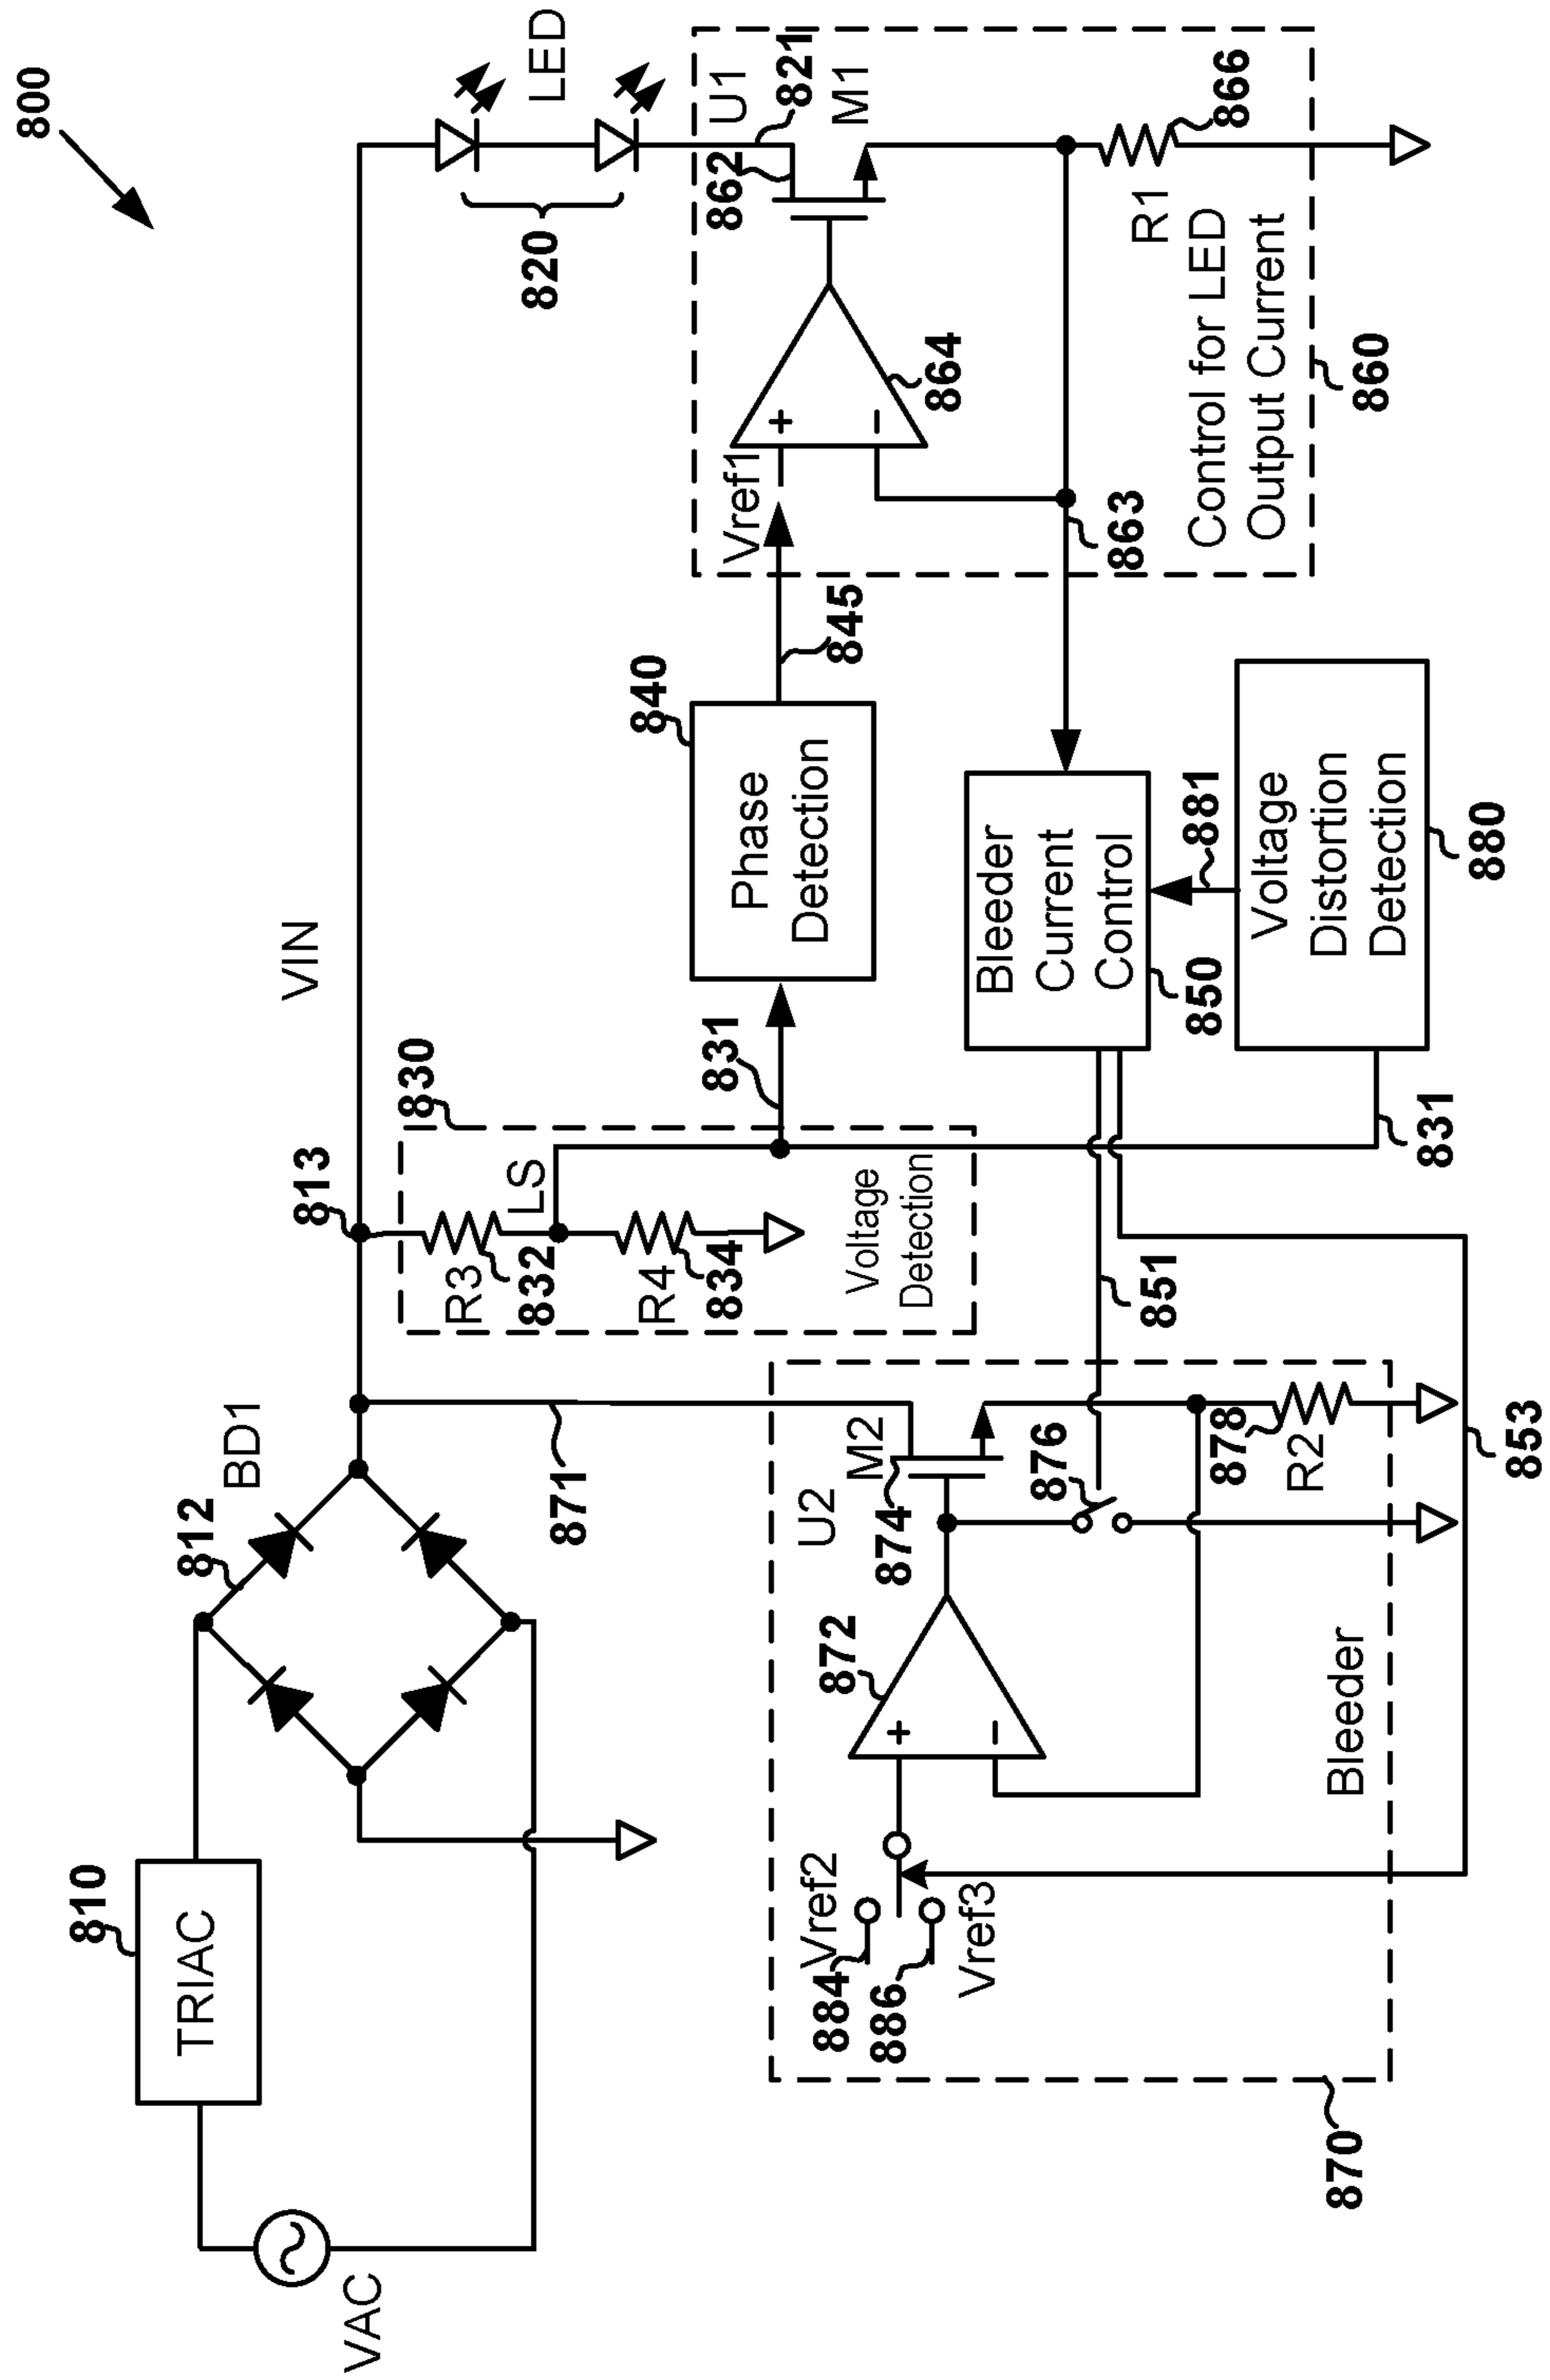 800
VAC
TRIAC
810
812
BD1
813
VIN
LED
820
871
830
R3
832
LS
R4
834
Voltage
Detection
831
840
Phase
Detection
845
Vref1
+
−
864
862
U1
821
M1
863
R1
866
Control for LED
Output Current
860
Bleeder
Current
Control
850
881
Voltage
Distortion
Detection
880
831
851
853
U2
M2
874
876
872
+
−
878
R2
Vref2
884
886
Vref3
Bleeder
870